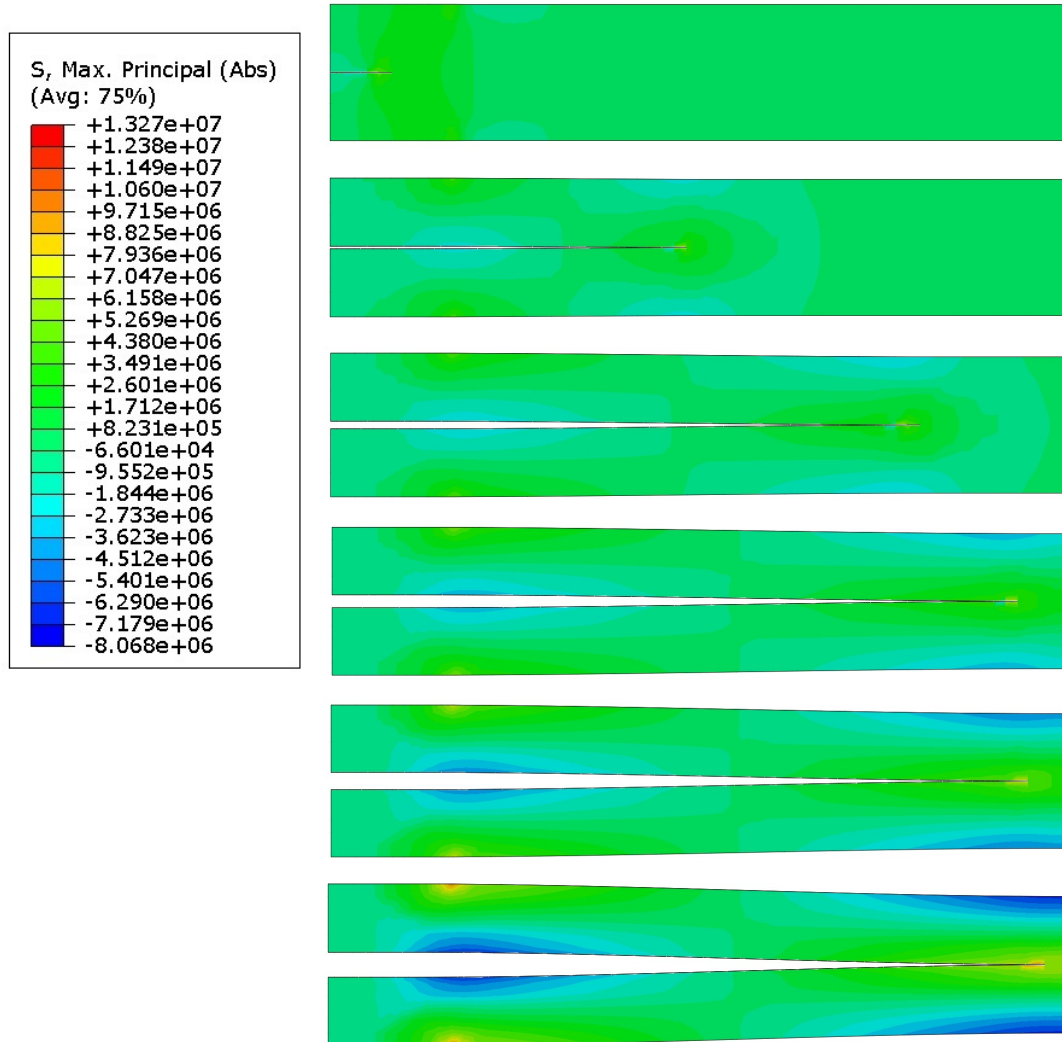 S, Max. Principal (Abs)
(Avg: 75%)
+1.327e+07
+1.238e+07
+1.149e+07
+1.060e+07
+9.715e+06
+8.825e+06
+7.936e+06
+7.047e+06
+6.158e+06
+5.269e+06
+4.380e+06
+3.491e+06
+2.601e+06
+1.712e+06
+8.231e+05
-6.601e+04
-9.552e+05
-1.844e+06
-2.733e+06
-3.623e+06
-4.512e+06
-5.401e+06
-6.290e+06
-7.179e+06
-8.068e+06